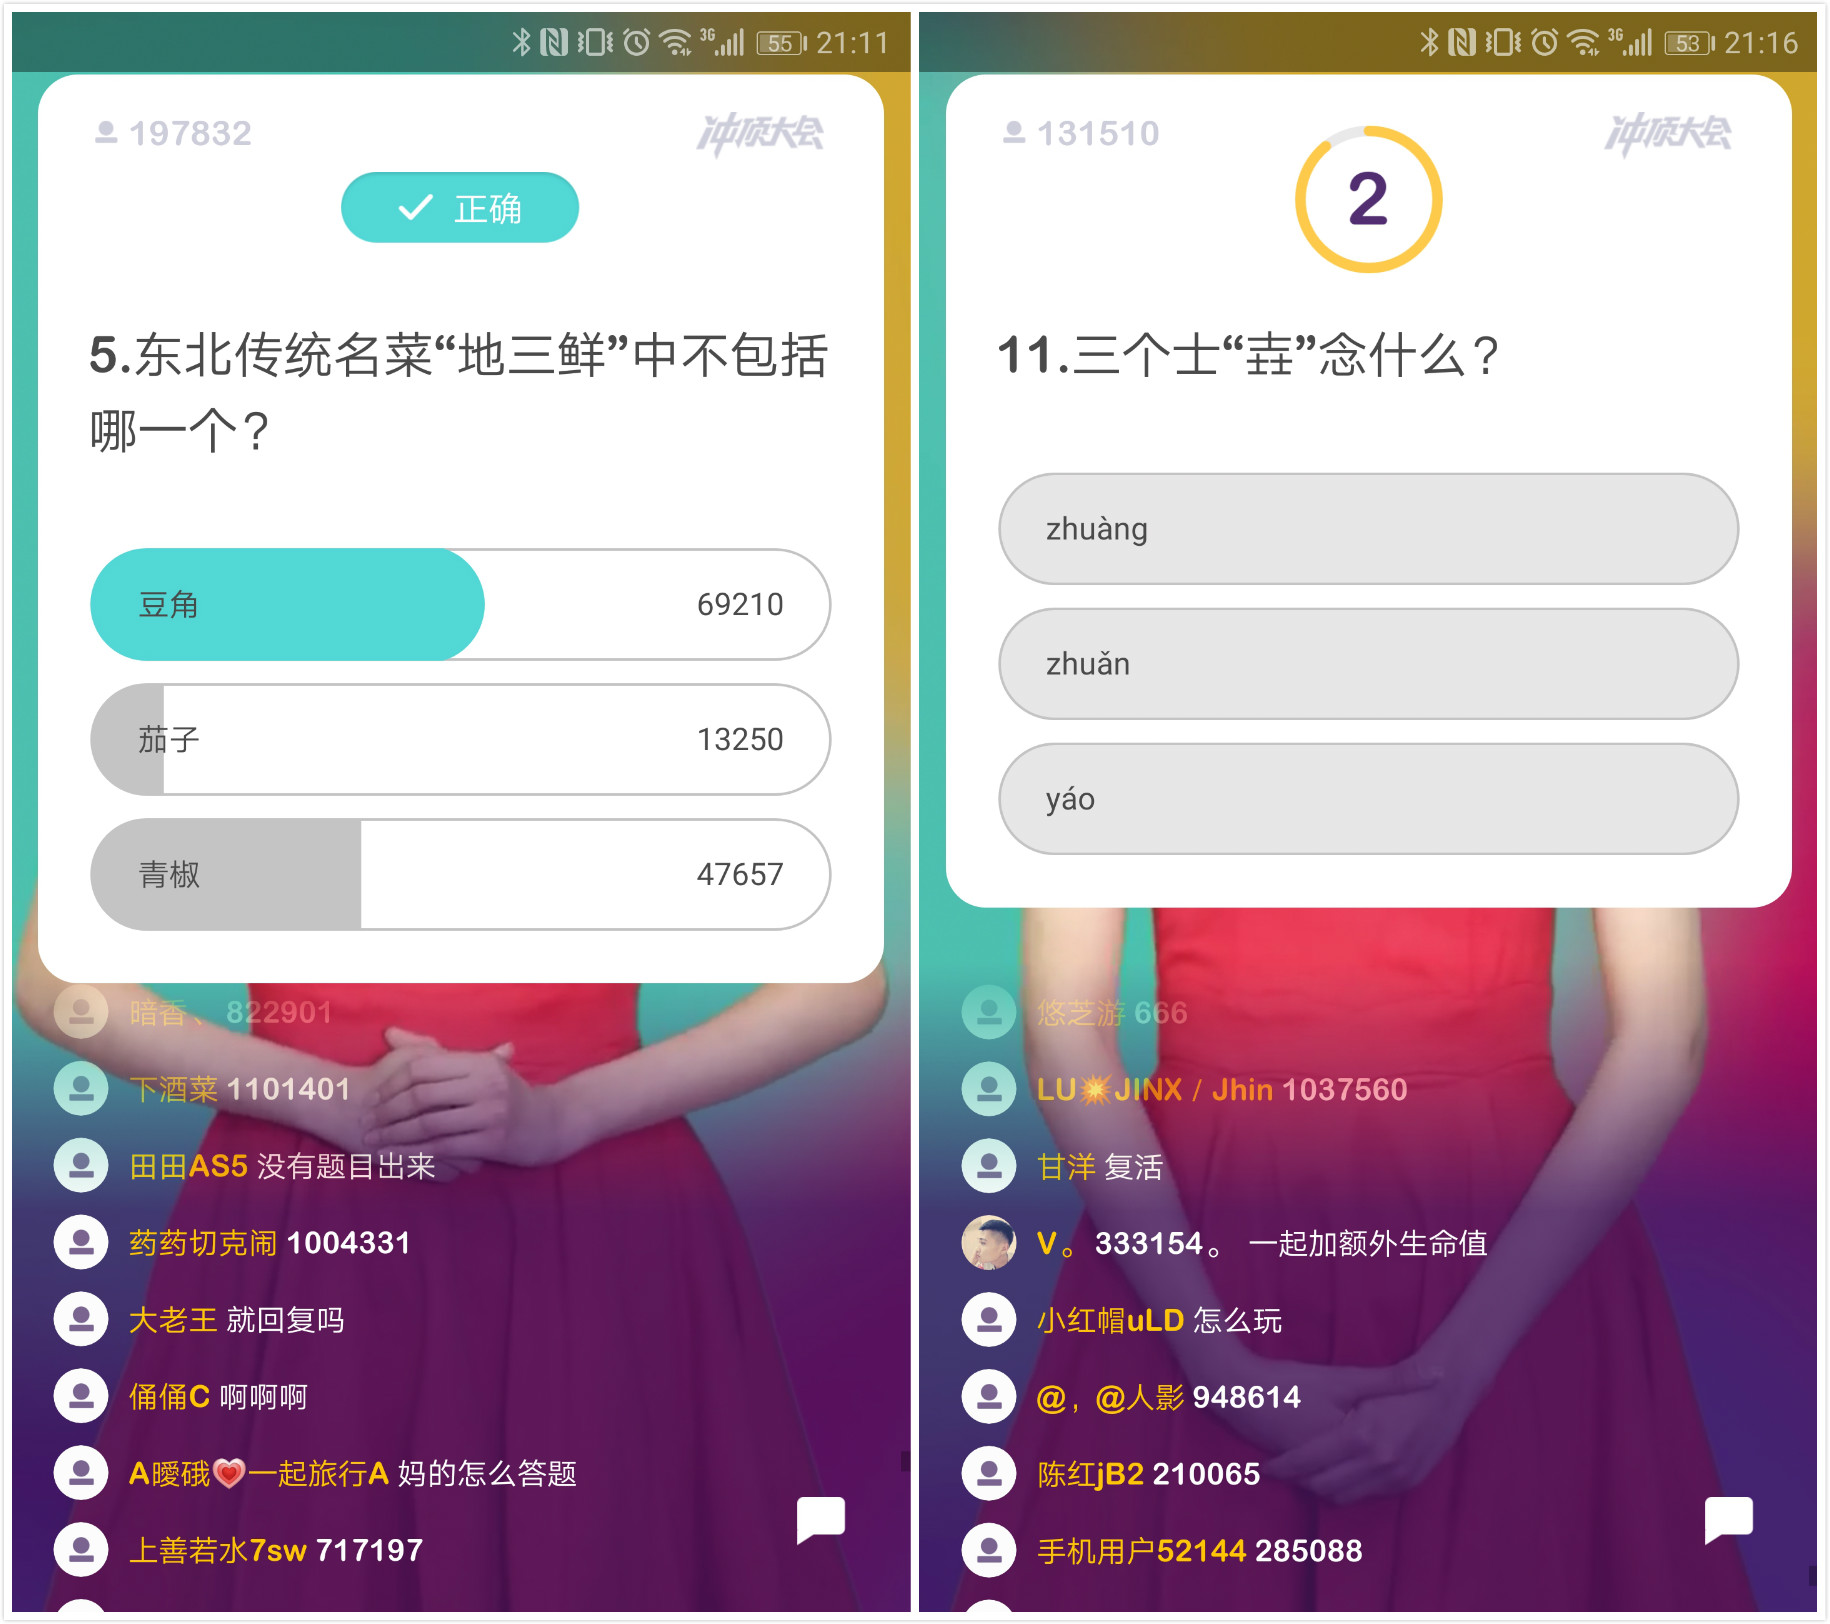 3G 55 21:11
197832 冲顶大会
正确
5.东北传统名菜“地三鲜”中不包括
哪一个？
豆角 69210
茄子 13250
青椒 47657
暗香、 822901
下酒菜 1101401
田田AS5 没有题目出来
药药切克闹 1004331
大老王 就回复吗
俑俑C 啊啊啊
A曖硪💗一起旅行A 妈的怎么答题
上善若水7sw 717197
3G 53 21:16
131510 冲顶大会
2
11.三个士“壵”念什么？
zhuàng
zhuǎn
yáo
悠芝游 666
LU💥JINX / Jhin 1037560
甘洋 复活
V。 333154。 一起加额外生命值
小红帽uLD 怎么玩
@，@人影 948614
陈红jB2 210065
手机用户52144 285088